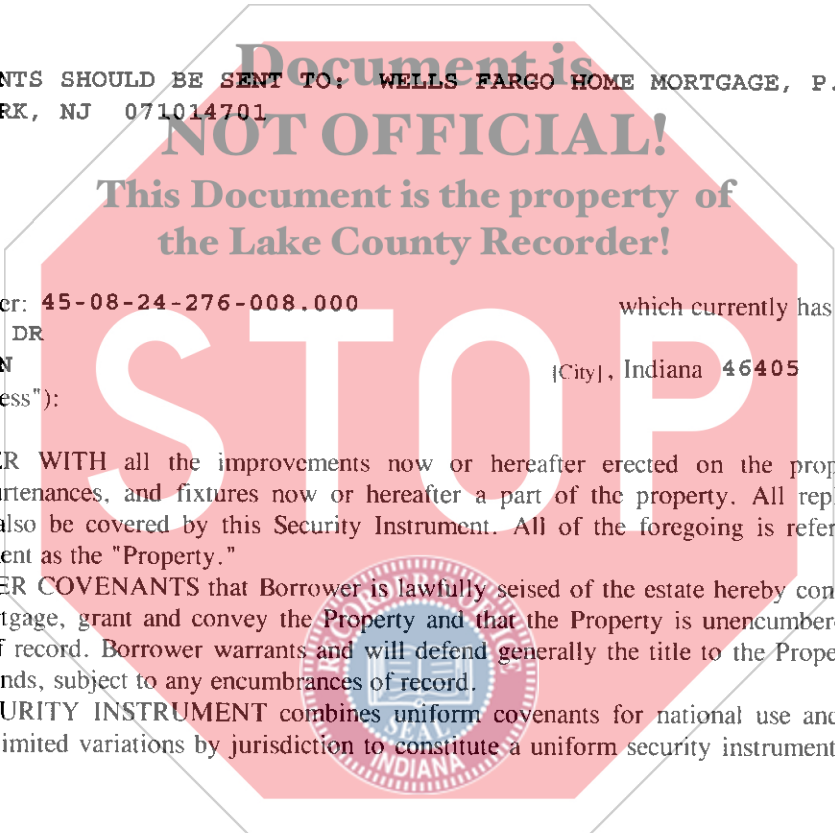 Document is
NTS SHOULD BE SENT TO: WELLS FARGO HOME MORTGAGE, P.
RK, NJ 071014701
NOT OFFICIAL!
This Document is the property of
the Lake County Recorder!
er: 45-08-24-276-008.000 which currently has
DR
N [City], Indiana 46405
ess"):
STOP
ER WITH all the improvements now or hereafter erected on the prop
urtenances, and fixtures now or hereafter a part of the property. All repl
also be covered by this Security Instrument. All of the foregoing is refer
ent as the "Property."
ER COVENANTS that Borrower is lawfully seised of the estate hereby con
tgage, grant and convey the Property and that the Property is unencumber
f record. Borrower warrants and will defend generally the title to the Prope
nds, subject to any encumbrances of record.
URITY INSTRUMENT combines uniform covenants for national use and
limited variations by jurisdiction to constitute a uniform security instrument
RECORDER'S OFFICE
SEAL
INDIANA